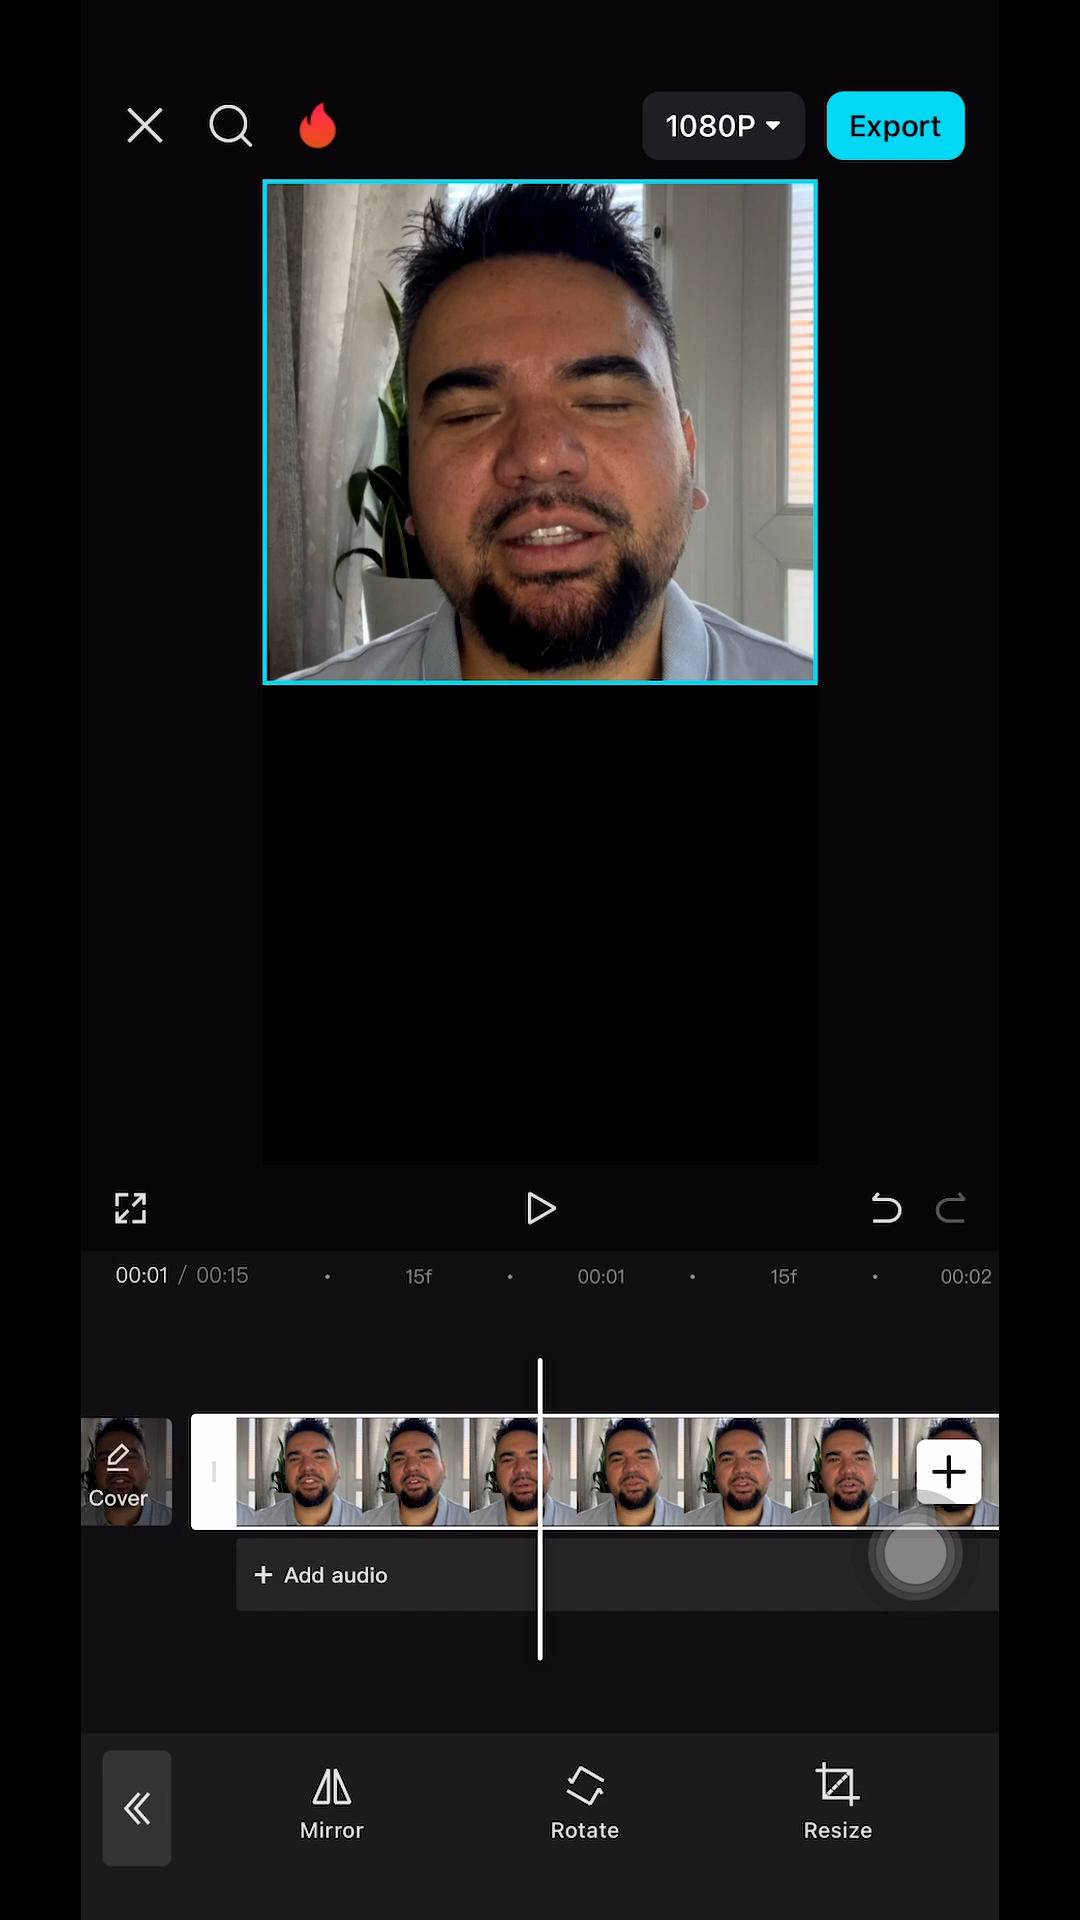 1080P
Export
00:01 / 00:15
15f
00:01
15f
00:02
Cover
+ Add audio
Mirror
Rotate
Resize